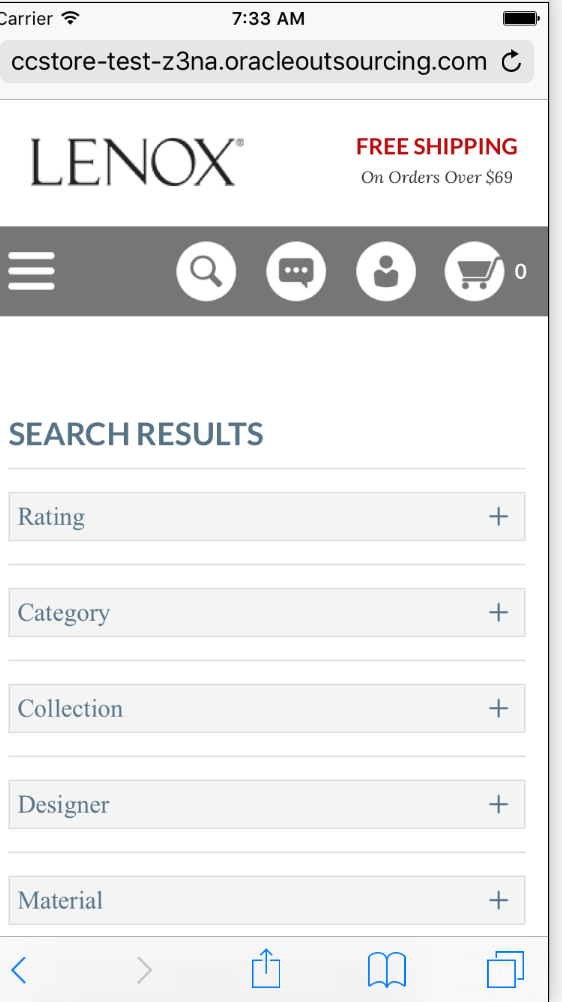 Carrier 7:33 AM
ccstore-test-z3na.oracleoutsourcing.com
LENOX®
FREE SHIPPING
On Orders Over $69
0
SEARCH RESULTS
Rating +
Category +
Collection +
Designer +
Material +